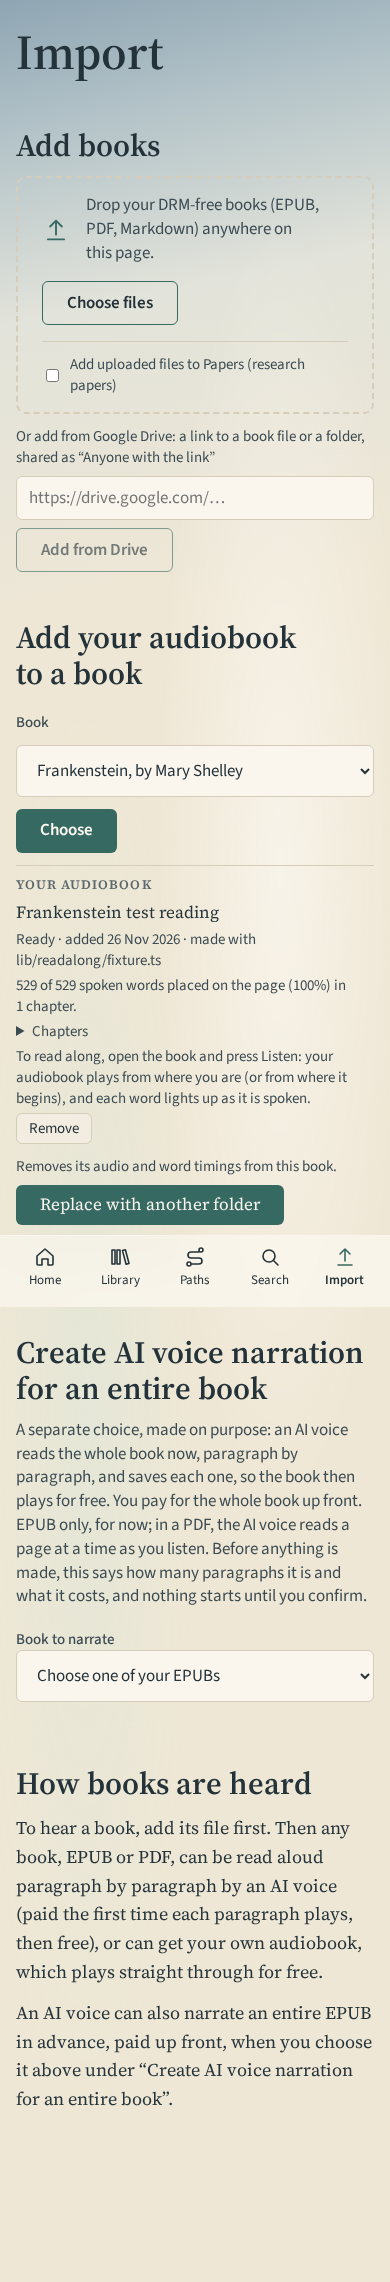 Import
Add books
Drop your DRM-free books (EPUB,
PDF, Markdown) anywhere on
this page.
Choose files
Add uploaded files to Papers (research
papers)
Or add from Google Drive: a link to a book file or a folder,
shared as “Anyone with the link”
https://drive.google.com/…
Add from Drive
Add your audiobook
to a book
Book
Frankenstein, by Mary Shelley
Choose
YOUR AUDIOBOOK
Frankenstein test reading
Ready · added 26 Nov 2026 · made with
lib/readalong/fixture.ts
529 of 529 spoken words placed on the page (100%) in
1 chapter.
Chapters
To read along, open the book and press Listen: your
audiobook plays from where you are (or from where it
begins), and each word lights up as it is spoken.
Remove
Removes its audio and word timings from this book.
Replace with another folder
Home
Library
Paths
Search
Import
Create AI voice narration
for an entire book
A separate choice, made on purpose: an AI voice
reads the whole book now, paragraph by
paragraph, and saves each one, so the book then
plays for free. You pay for the whole book up front.
EPUB only, for now; in a PDF, the AI voice reads a
page at a time as you listen. Before anything is
made, this says how many paragraphs it is and
what it costs, and nothing starts until you confirm.
Book to narrate
Choose one of your EPUBs
How books are heard
To hear a book, add its file first. Then any
book, EPUB or PDF, can be read aloud
paragraph by paragraph by an AI voice
(paid the first time each paragraph plays,
then free), or can get your own audiobook,
which plays straight through for free.
An AI voice can also narrate an entire EPUB
in advance, paid up front, when you choose
it above under “Create AI voice narration
for an entire book”.